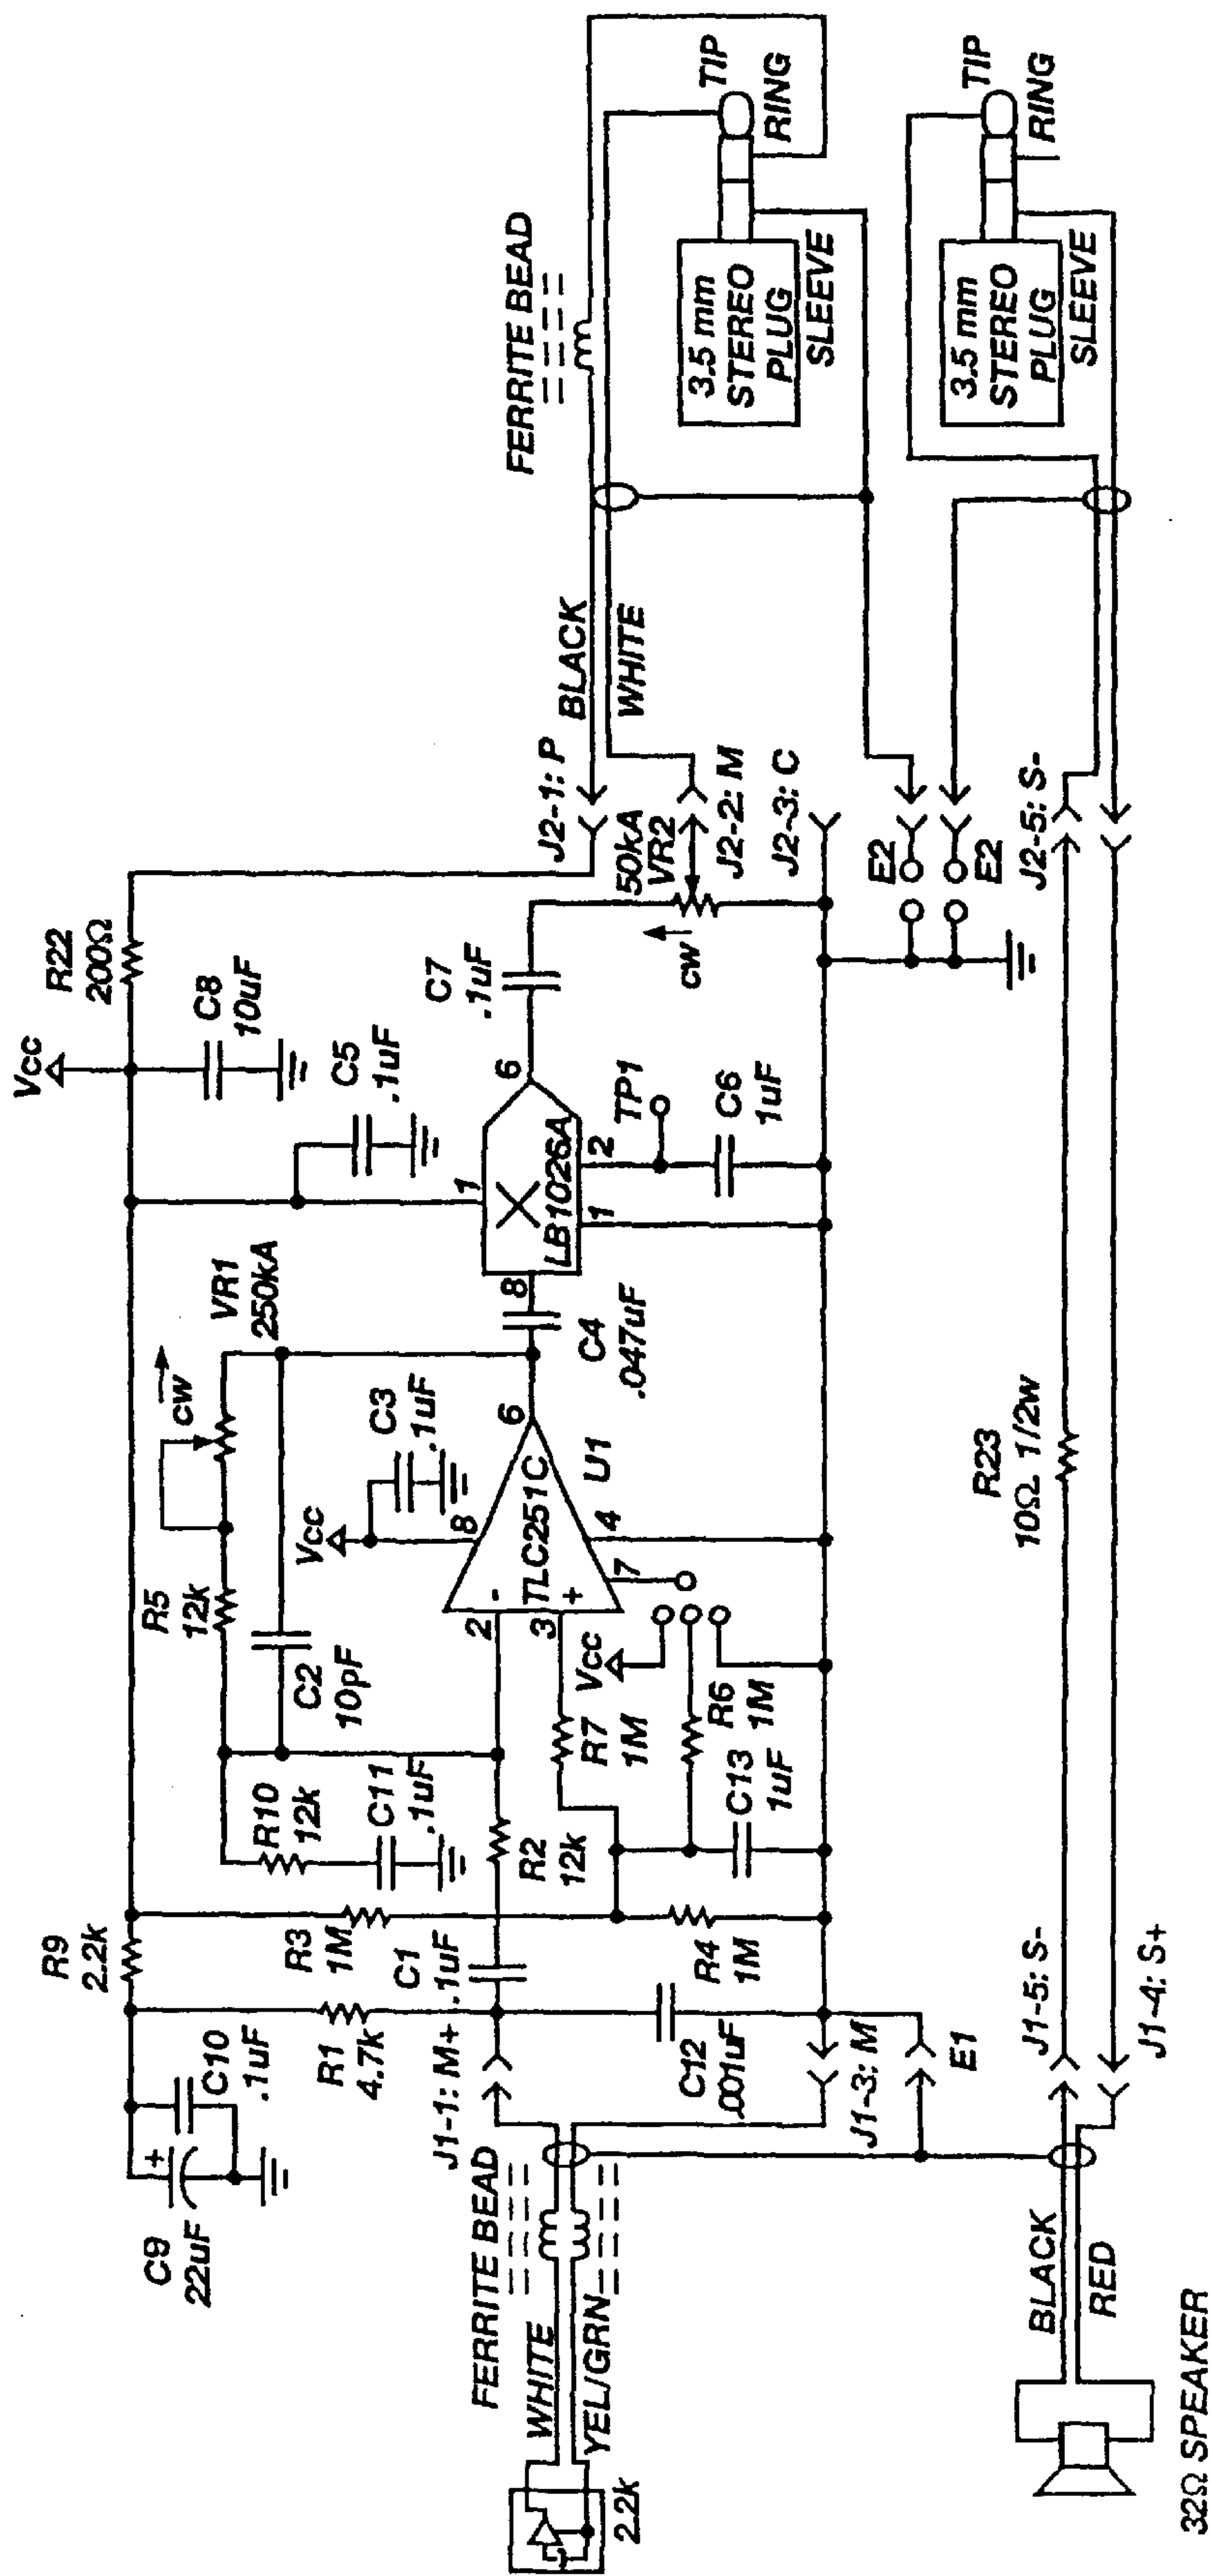 Vcc
R22
200Ω
C8
10uF
C5
.1uF
R9
2.2k
C9
22uF
+
C10
.1uF
R1
4.7k
R3
1M
R10
12k
C11
.1uF
R5
12k
C2
10pF
cw
VR1
250kA
Vcc
C3
.1uF
8
2
-
3
+
TLC251C
6
U1
4
7
C4
.047uF
8
1
LB1026A
6
1
2
TP1
C6
1uF
C7
.1uF
50kA
VR2
cw
J2-1: P
J2-2: M
J2-3: C
BLACK
WHITE
FERRITE BEAD
3.5 mm
STEREO
PLUG
SLEEVE
TIP
RING
FERRITE BEAD
WHITE
YEL/GRN
2.2k
J1-1: M+
C1
.1uF
R2
12k
R7
1M
Vcc
R6
1M
C13
1uF
R4
1M
C12
.001uF
J1-3: M
E1
E2
E2
J2-5: S-
3.5 mm
STEREO
PLUG
SLEEVE
TIP
RING
R23
10Ω 1/2w
J1-5: S-
J1-4: S+
BLACK
RED
32Ω SPEAKER